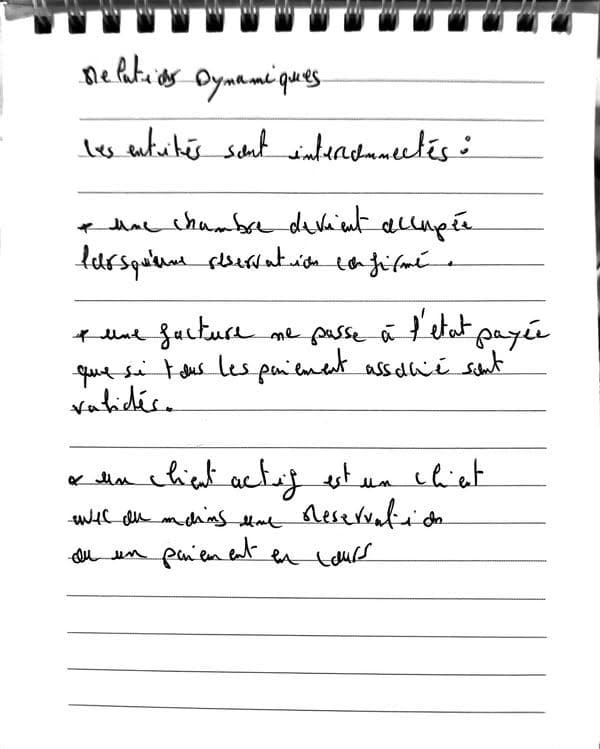 Relations Dynamiques
Les entités sont interconnectés :
* une chambre devient occupée
lorsqu'une réservation confirmé .
* une facture ne passe à l'etat payée
que si tous les paiement associé sont
validés.
* un client actif est un client
avec au moins une Reservation
ou un paiement en cours